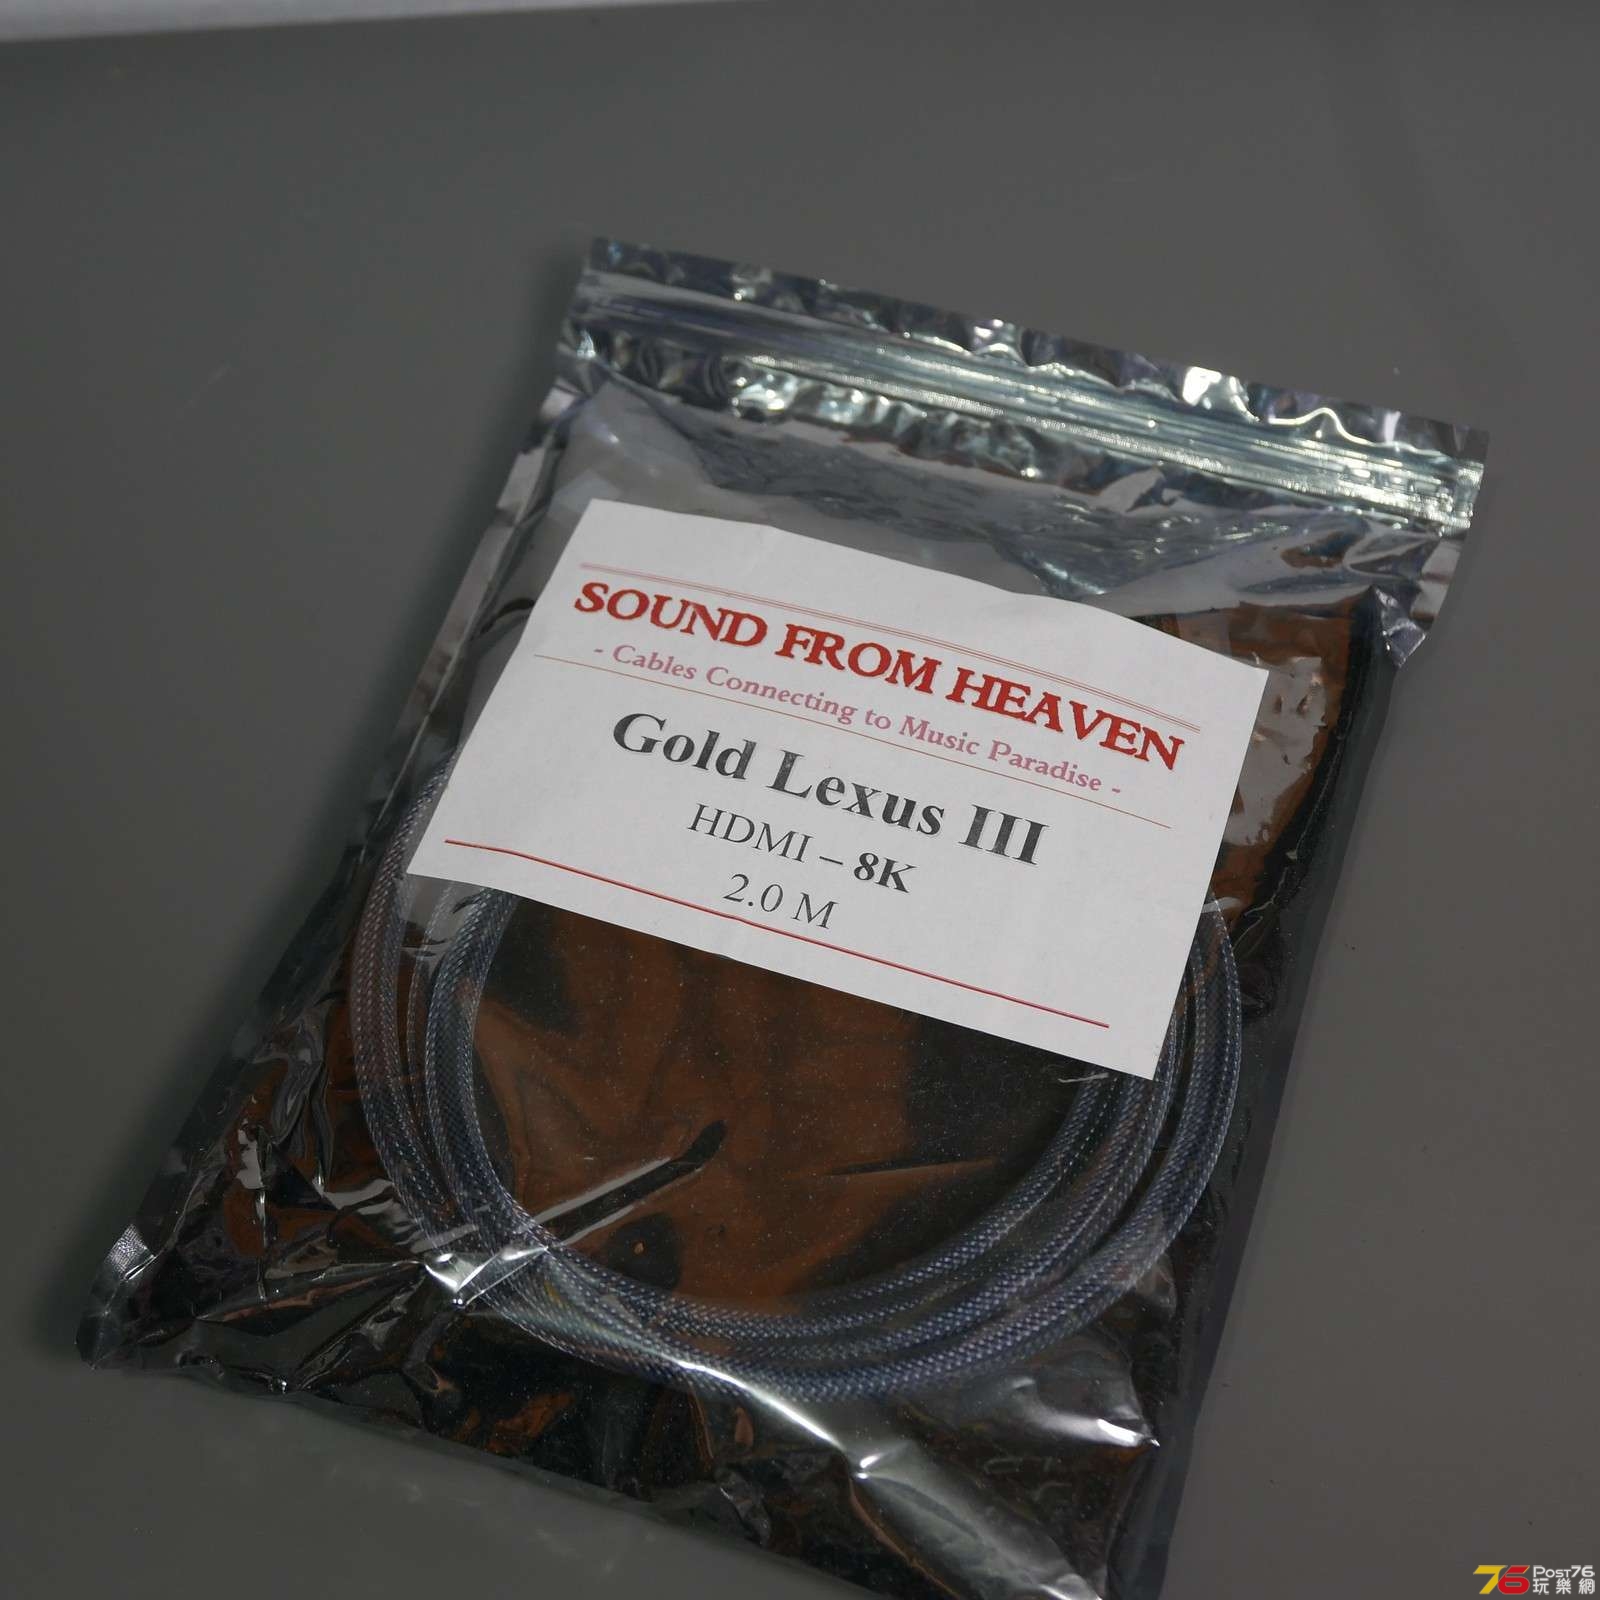 SOUND FROM HEAVEN
- Cables Connecting to Music Paradise -
Gold Lexus III
HDMI – 8K
2.0 M
76 Post76
玩樂網